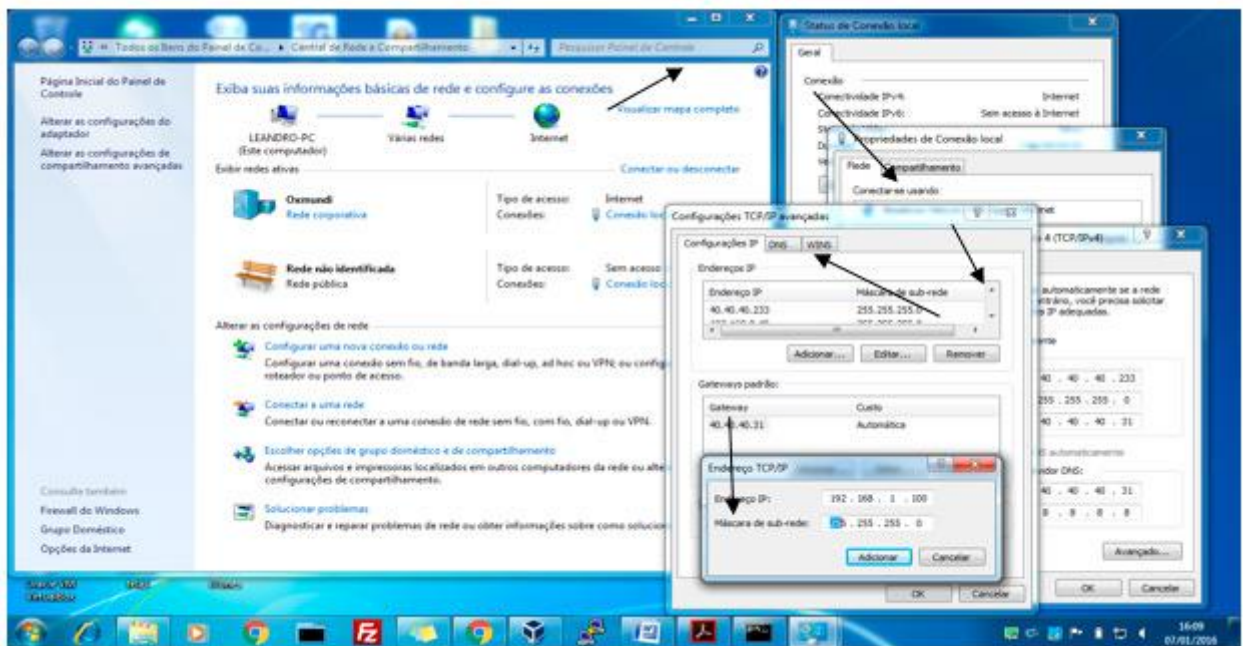 Todos os Itens do Painel de Co...
Central de Rede e Compartilhamento
Pesquisar Painel de Controle
Página Inicial do Painel de
Controle
Alterar as configurações do
adaptador
Alterar as configurações de
compartilhamento avançadas
Consulte também
Firewall do Windows
Grupo Doméstico
Opções da Internet
Exiba suas informações básicas de rede e configure as conexões
Visualizar mapa completo
LEANDRO-PC
(Este computador)
Várias redes
Internet
Exibir redes ativas
Conectar ou desconectar
Oxmundi
Rede corporativa
Tipo de acesso: Internet
Conexões: Conexão loc
Rede não identificada
Rede pública
Tipo de acesso: Sem acesso
Conexões: Conexão loc
Alterar as configurações de rede
Configurar uma nova conexão ou rede
Configurar uma conexão sem fio, de banda larga, dial-up, ad hoc ou VPN; ou config
roteador ou ponto de acesso.
Conectar a uma rede
Conectar ou reconectar a uma conexão de rede sem fio, com fio, dial-up ou VPN.
Escolher opções de grupo doméstico e de compartilhamento
Acessar arquivos e impressoras localizados em outros computadores da rede ou alte
configurações de compartilhamento.
Solucionar problemas
Diagnosticar e reparar problemas de rede ou obter informações sobre como solucion
Status de Conexão local
Geral
Conexão
Conectividade IPv4: Internet
Conectividade IPv6: Sem acesso à Internet
Propriedades de Conexão local
Rede Compartilhamento
Conectar-se usando:
4 (TCP/IPv4)
automaticamente se a rede
contrário, você precisa solicitar
IP adequadas.
40 . 40 . 40 . 233
255 . 255 . 255 . 0
40 . 40 . 40 . 31
automaticamente
dor DNS:
40 . 40 . 40 . 31
8 . 8 . 8 . 8
Avançado...
OK Cancelar
Configurações TCP/IP avançadas
Configurações IP DNS WINS
Endereços IP
Endereço IP Máscara de sub-rede
40.40.40.233 255.255.255.0
Adicionar... Editar... Remover
Gateways padrão:
Gateway Custo
40.40.40.31 Automática
Endereço TCP/IP
Endereço IP: 192 . 168 . 1 . 100
Máscara de sub-rede: 255 . 255 . 255 . 0
Adicionar Cancelar
OK Cancelar
16:09
07/01/2016